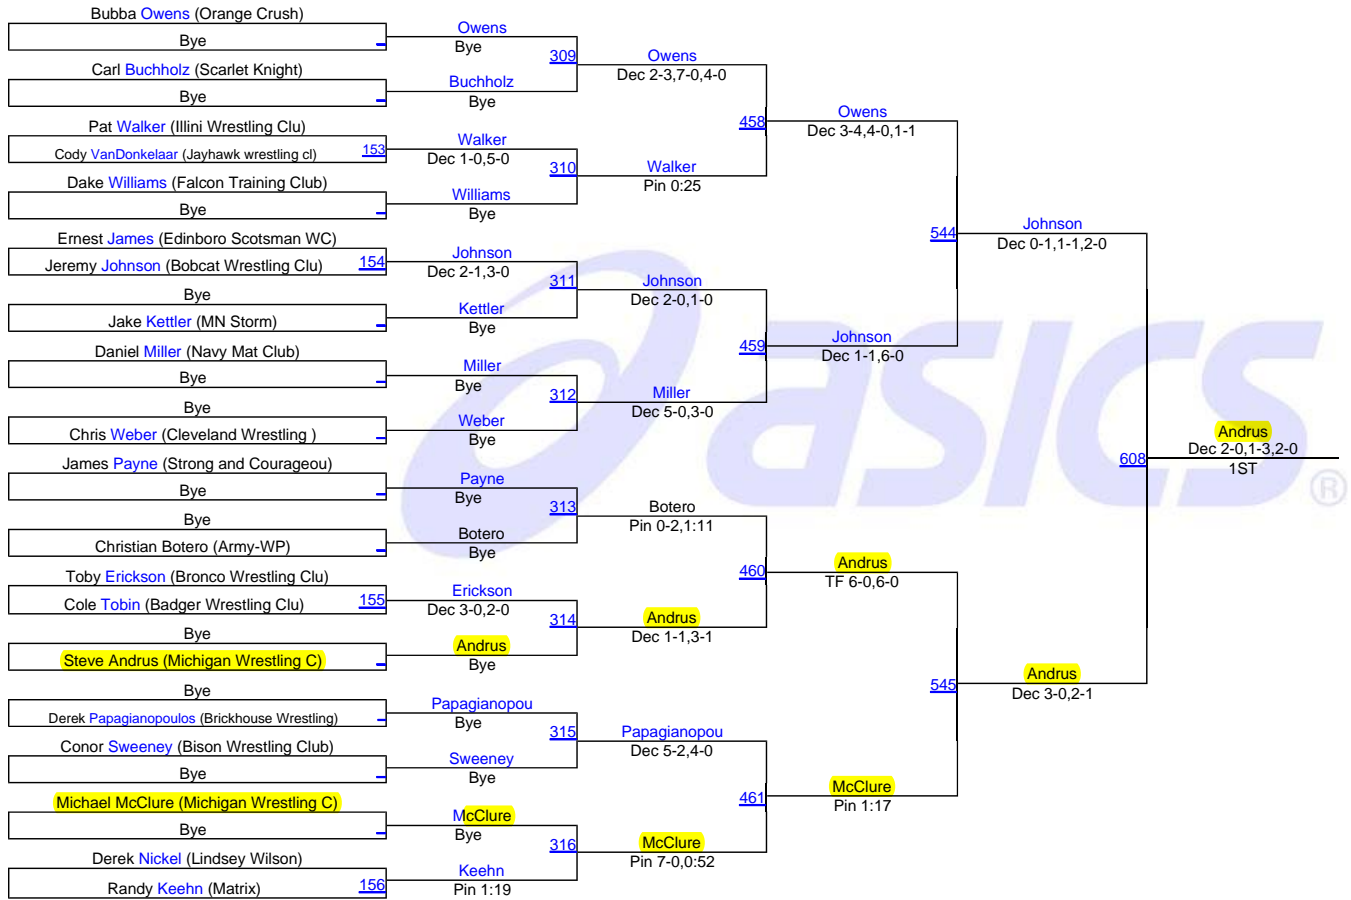 Bubba Owens (Orange Crush)
Bye
Carl Buchholz (Scarlet Knight)
Bye
Pat Walker (Illini Wrestling Clu)
Cody VanDonkelaar (Jayhawk wrestling cl)
153
Dake Williams (Falcon Training Club)
Bye
Ernest James (Edinboro Scotsman WC)
Jeremy Johnson (Bobcat Wrestling Clu)
154
Bye
Jake Kettler (MN Storm)
Daniel Miller (Navy Mat Club)
Bye
Bye
Chris Weber (Cleveland Wrestling )
James Payne (Strong and Courageou)
Bye
Bye
Christian Botero (Army-WP)
Toby Erickson (Bronco Wrestling Clu)
Cole Tobin (Badger Wrestling Clu)
155
Bye
Steve Andrus (Michigan Wrestling C)
Bye
Derek Papagianopoulos (Brickhouse Wrestling)
Conor Sweeney (Bison Wrestling Club)
Bye
Michael McClure (Michigan Wrestling C)
Bye
Derek Nickel (Lindsey Wilson)
Randy Keehn (Matrix)
156
Owens
Bye
309
Buchholz
Bye
Walker
Dec 1-0,5-0
310
Williams
Bye
Johnson
Dec 2-1,3-0
311
Kettler
Bye
Miller
Bye
312
Weber
Bye
Payne
Bye
313
Botero
Bye
Erickson
Dec 3-0,2-0
314
Andrus
Bye
Papagianopou
Bye
315
Sweeney
Bye
McClure
Bye
316
Keehn
Pin 1:19
Owens
Dec 2-3,7-0,4-0
458
Walker
Pin 0:25
Johnson
Dec 2-0,1-0
459
Miller
Dec 5-0,3-0
Botero
Pin 0-2,1:11
460
Andrus
Dec 1-1,3-1
Papagianopou
Dec 5-2,4-0
461
McClure
Pin 7-0,0:52
Owens
Dec 3-4,4-0,1-1
544
Johnson
Dec 1-1,6-0
Andrus
TF 6-0,6-0
545
McClure
Pin 1:17
Johnson
Dec 0-1,1-1,2-0
608
Andrus
Dec 3-0,2-1
Andrus
Dec 2-0,1-3,2-0
1ST
asics®